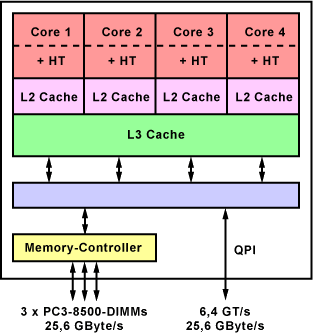 Core 1 Core 2 Core 3 Core 4
+ HT + HT + HT + HT
L2 Cache L2 Cache L2 Cache L2 Cache
L3 Cache
Memory-Controller
QPI
3 x PC3-8500-DIMMs
25,6 GByte/s
6,4 GT/s
25,6 GByte/s